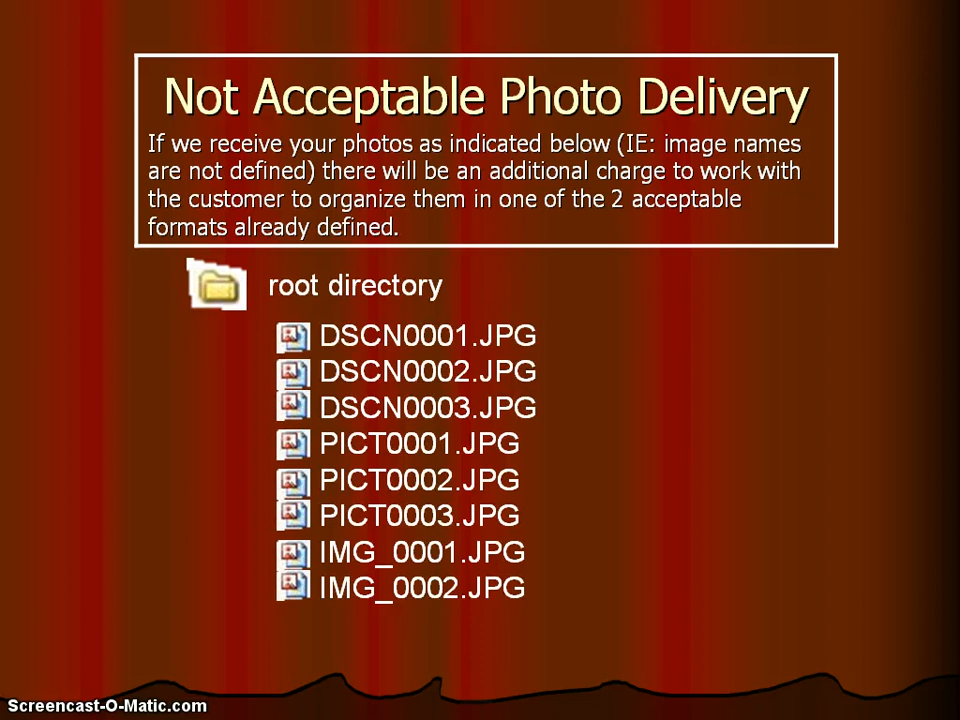 Not Acceptable Photo Delivery
If we receive your photos as indicated below (IE: image names
are not defined) there will be an additional charge to work with
the customer to organize them in one of the 2 acceptable
formats already defined.
root directory
DSCN0001.JPG
DSCN0002.JPG
DSCN0003.JPG
PICT0001.JPG
PICT0002.JPG
PICT0003.JPG
IMG_0001.JPG
IMG_0002.JPG
Screencast-O-Matic.com